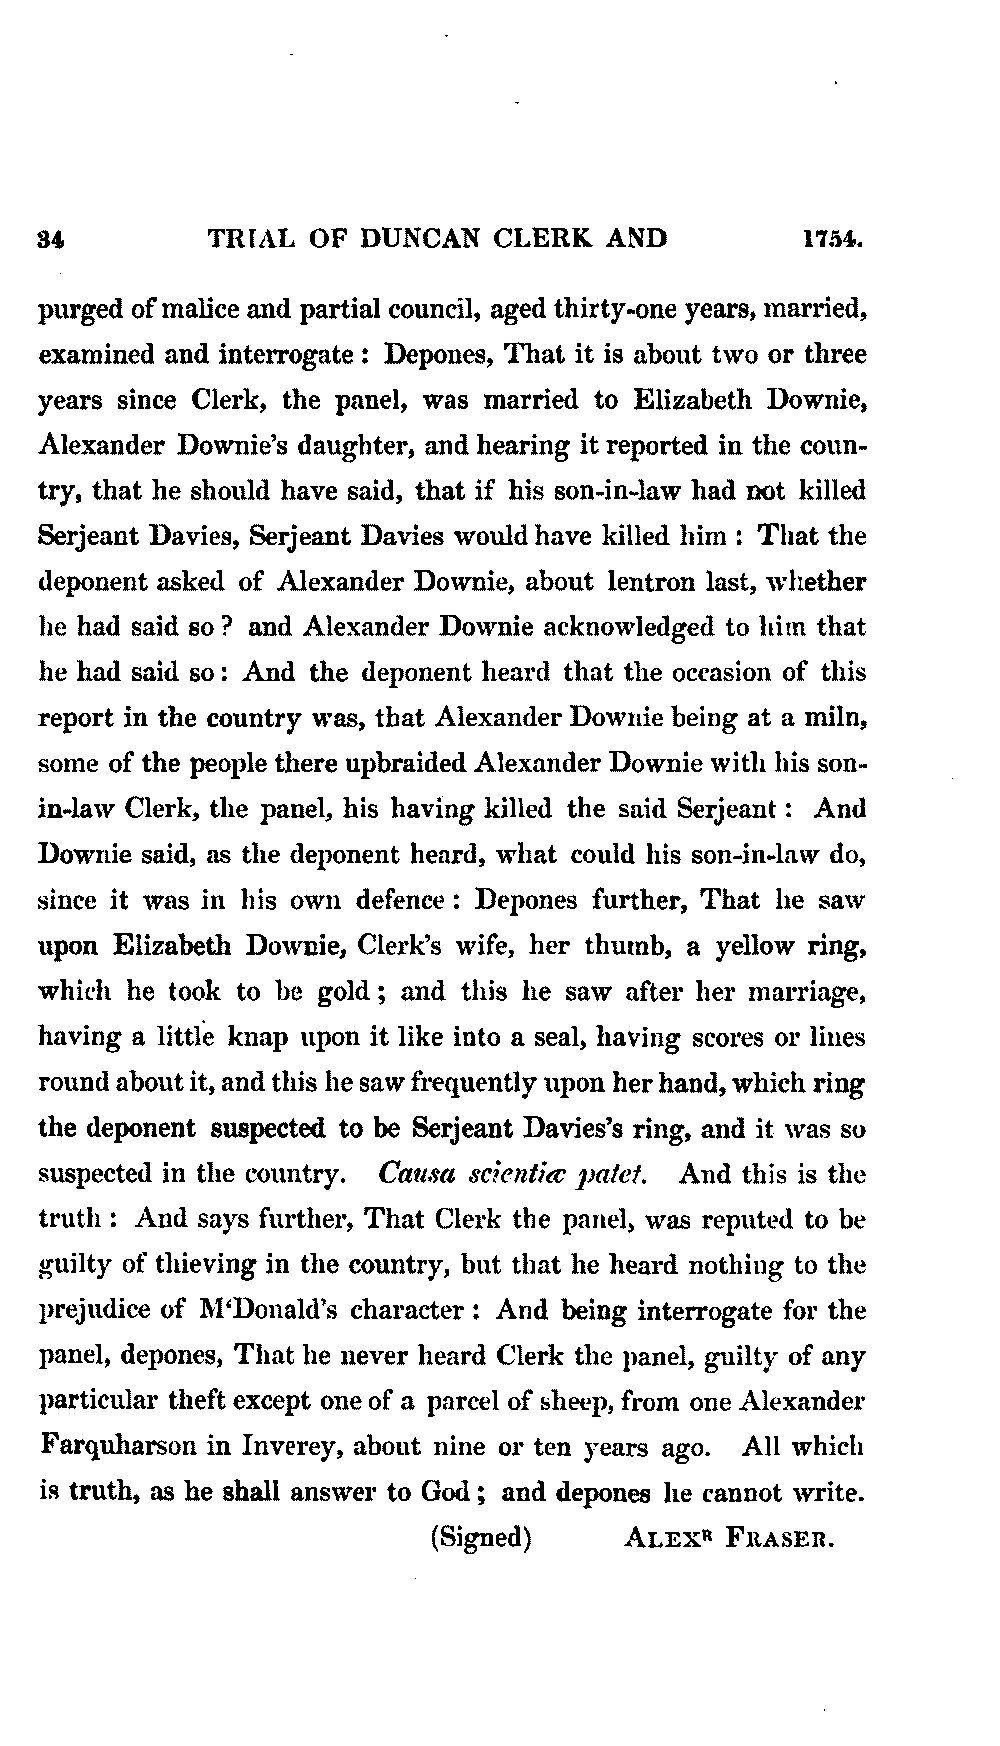 34 TRIAL OF DUNCAN CLERK AND 1754.
purged of malice and partial council, aged thirty-one years, married,
examined and interrogate : Depones, That it is about two or three
years since Clerk, the panel, was married to Elizabeth Downie,
Alexander Downie's daughter, and hearing it reported in the coun-
try, that he should have said, that if his son-in-law had not killed
Serjeant Davies, Serjeant Davies would have killed him : That the
deponent asked of Alexander Downie, about lentron last, whether
he had said so ? and Alexander Downie acknowledged to him that
he had said so : And the deponent heard that the occasion of this
report in the country was, that Alexander Downie being at a miln,
some of the people there upbraided Alexander Downie with his son-
in-law Clerk, the panel, his having killed the said Serjeant : And
Downie said, as the deponent heard, what could his son-in-law do,
since it was in his own defence : Depones further, That he saw
upon Elizabeth Downie, Clerk's wife, her thumb, a yellow ring,
which he took to be gold ; and this he saw after her marriage,
having a little knap upon it like into a seal, having scores or lines
round about it, and this he saw frequently upon her hand, which ring
the deponent suspected to be Serjeant Davies's ring, and it was so
suspected in the country. Causa scientiæ patet. And this is the
truth : And says further, That Clerk the panel, was reputed to be
guilty of thieving in the country, but that he heard nothing to the
prejudice of M‘Donald's character : And being interrogate for the
panel, depones, That he never heard Clerk the panel, guilty of any
particular theft except one of a parcel of sheep, from one Alexander
Farquharson in Inverey, about nine or ten years ago. All which
is truth, as he shall answer to God ; and depones he cannot write.
(Signed) ALEXR FRASER.